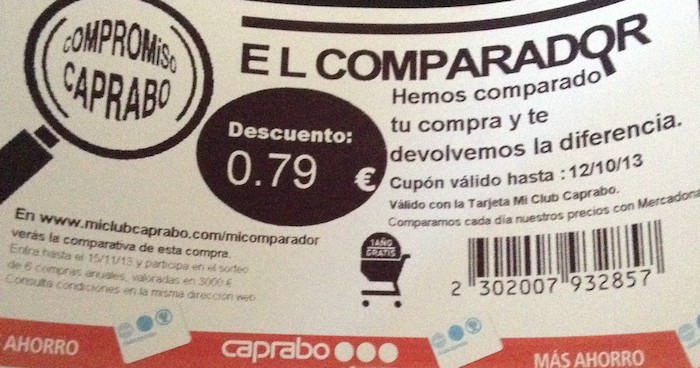 COMPROMiSO
CAPRABO
EL COMPARADOR
Hemos comparado
tu compra y te
devolvemos la diferencia.
Descuento:
0.79 €
Cupón válido hasta : 12/10/13
Válido con la Tarjeta Mi Club Caprabo.
Comparamos cada día nuestros precios con Mercadona
En www.miclubcaprabo.com/micomparador
verás la comparativa de esta compra.
Entra hasta el 15/11/13 y participa en el sorteo
de 6 compras anuales, valoradas en 3000 €
Consulta condiciones en la misma dirección web
1 AÑO
GRATIS
2 302007 932857
AHORRO
caprabo
MÁS AHORRO